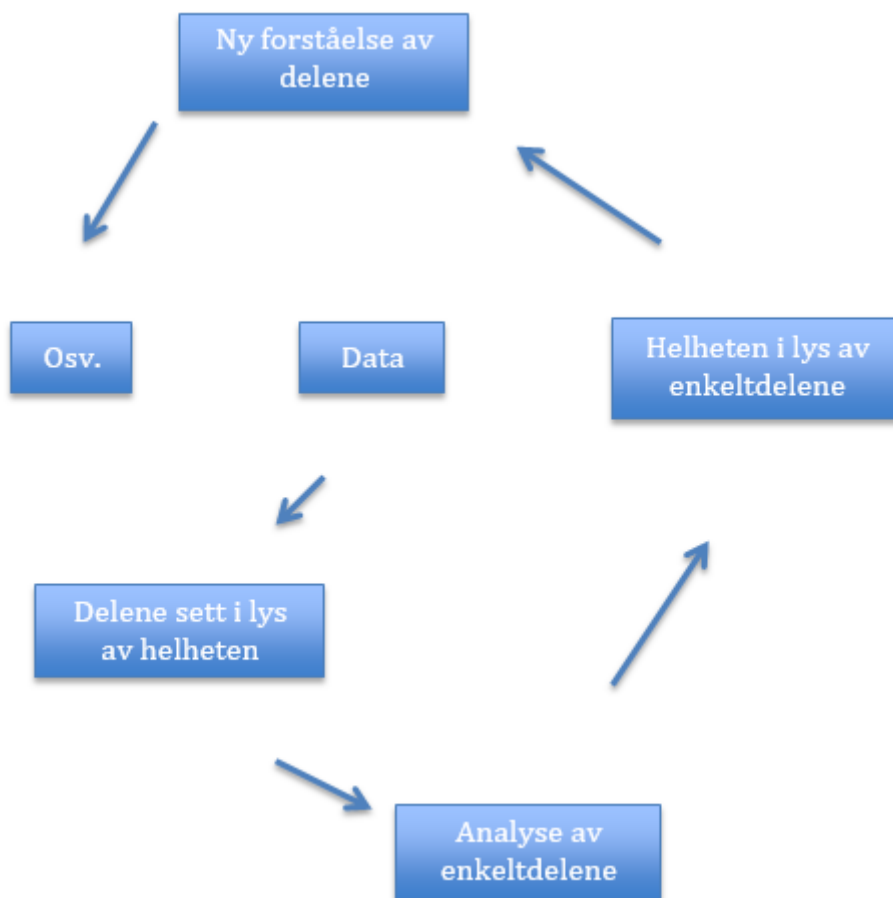 Ny forståelse av
delene
Osv.
Data
Helheten i lys av
enkeltdelene
Delene sett i lys
av helheten
Analyse av
enkeltdelene